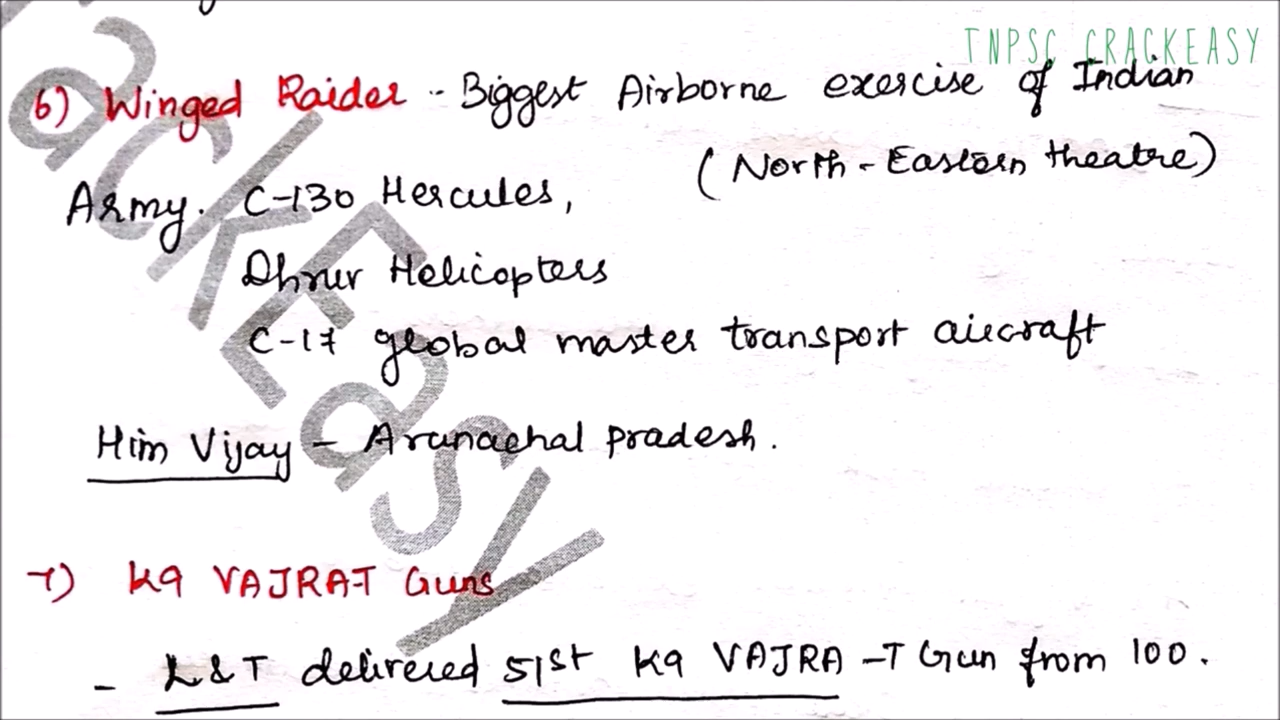 TNPSC CRACKEASY
6) Winged Raider - Biggest Airborne exercise of Indian
Army. (North-Eastern theatre)
C-130 Hercules,
Dhruv Helicopters
C-17 global master transport aircraft
Him Vijay - Arunachal pradesh.
7) K9 VAJRA-T Guns
- L&T delivered 51st K9 VAJRA-T Gun from 100.
ackEasy